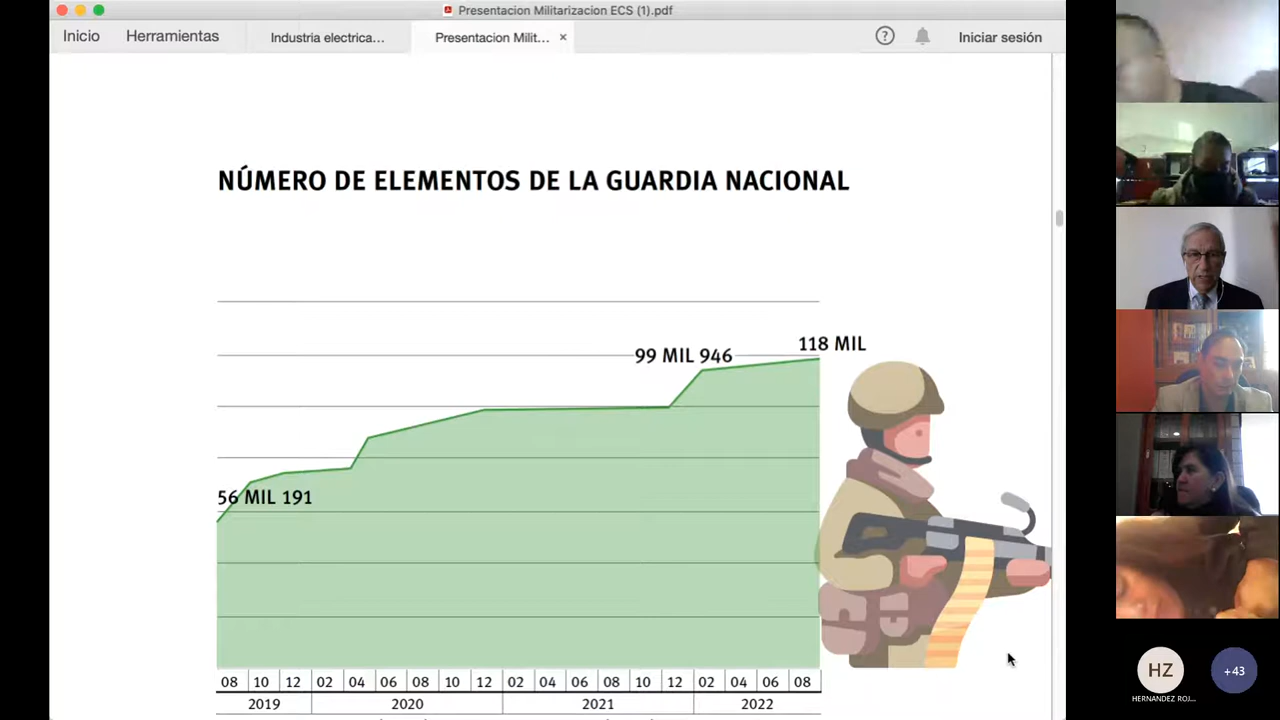 Presentacion Militarizacion ECS (1).pdf
Inicio Herramientas Industria electrica... Presentacion Milit... × ? Iniciar sesión
NÚMERO DE ELEMENTOS DE LA GUARDIA NACIONAL
118 MIL
99 MIL 946
56 MIL 191
08 10 12 02 04 06 08 10 12 02 04 06 08 10 12 02 04 06 08
2019 2020 2021 2022
HZ
+43
HERNANDEZ ROJ...